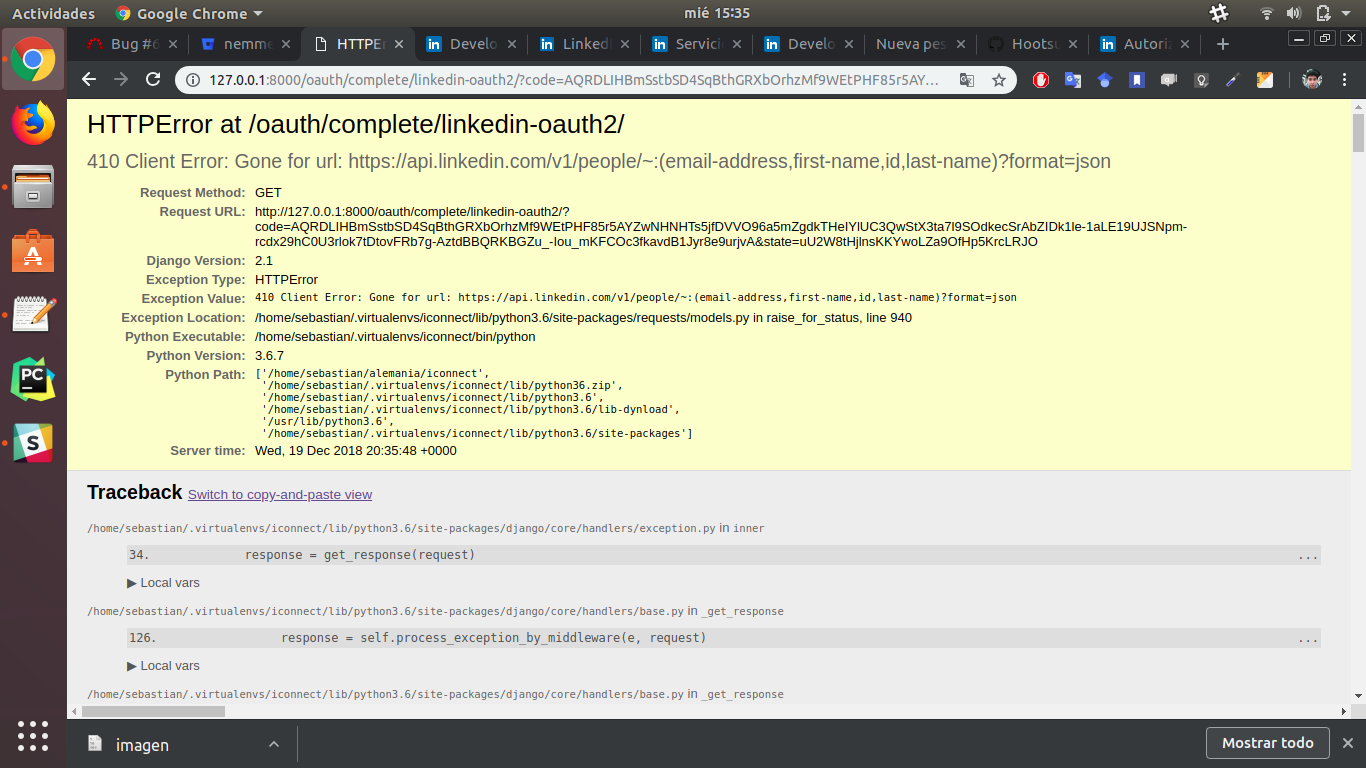 Actividades
Google Chrome
mié 15:35
Bug #6
nemme
HTTPE
Develo
Linked
Servici
Develo
Nueva pes
Hootsu
Autoriz
127.0.0.1:8000/oauth/complete/linkedin-oauth2/?code=AQRDLIHBmSstbSD4SqBthGRXbOrhzMf9WEtPHF85r5AY...
HTTPError at /oauth/complete/linkedin-oauth2/
410 Client Error: Gone for url: https://api.linkedin.com/v1/people/~:(email-address,first-name,id,last-name)?format=json
Request Method: GET
Request URL: http://127.0.0.1:8000/oauth/complete/linkedin-oauth2/?
code=AQRDLIHBmSstbSD4SqBthGRXbOrhzMf9WEtPHF85r5AYZwNHNHTs5jfDVVO96a5mZgdkTHeIYlUC3QwStX3ta7l9SOdkecSrAbZIDk1le-1aLE19UJSNpm-
rcdx29hC0U3rlok7tDtovFRb7g-AztdBBQRKBGZu_-Iou_mKFCOc3fkavdB1Jyr8e9urjvA&state=uU2W8tHjlnsKKYwoLZa9OfHp5KrcLRJO
Django Version: 2.1
Exception Type: HTTPError
Exception Value: 410 Client Error: Gone for url: https://api.linkedin.com/v1/people/~:(email-address,first-name,id,last-name)?format=json
Exception Location: /home/sebastian/.virtualenvs/iconnect/lib/python3.6/site-packages/requests/models.py in raise_for_status, line 940
Python Executable: /home/sebastian/.virtualenvs/iconnect/bin/python
Python Version: 3.6.7
Python Path: ['/home/sebastian/alemania/iconnect',
'/home/sebastian/.virtualenvs/iconnect/lib/python36.zip',
'/home/sebastian/.virtualenvs/iconnect/lib/python3.6',
'/home/sebastian/.virtualenvs/iconnect/lib/python3.6/lib-dynload',
'/usr/lib/python3.6',
'/home/sebastian/.virtualenvs/iconnect/lib/python3.6/site-packages']
Server time: Wed, 19 Dec 2018 20:35:48 +0000
Traceback Switch to copy-and-paste view
/home/sebastian/.virtualenvs/iconnect/lib/python3.6/site-packages/django/core/handlers/exception.py in inner
34. response = get_response(request) ...
▶ Local vars
/home/sebastian/.virtualenvs/iconnect/lib/python3.6/site-packages/django/core/handlers/base.py in _get_response
126. response = self.process_exception_by_middleware(e, request) ...
▶ Local vars
/home/sebastian/.virtualenvs/iconnect/lib/python3.6/site-packages/django/core/handlers/base.py in _get_response
imagen
Mostrar todo